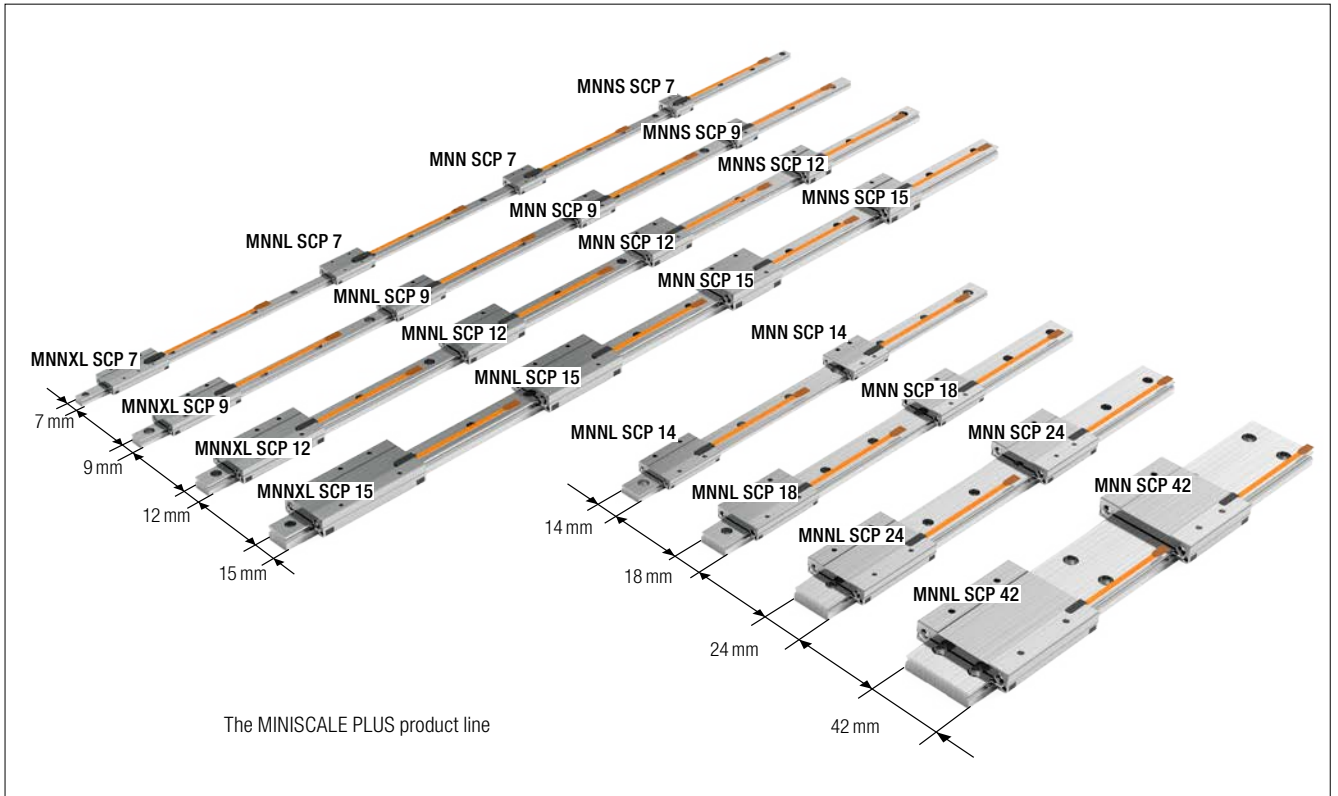 MNNS SCP 7
MNNS SCP 9
MNNS SCP 12
MNNS SCP 15
MNN SCP 7
MNN SCP 9
MNN SCP 12
MNN SCP 15
MNNL SCP 7
MNNL SCP 9
MNNL SCP 12
MNNL SCP 15
MNNXL SCP 7
MNNXL SCP 9
MNNXL SCP 12
MNNXL SCP 15
7 mm
9 mm
12 mm
15 mm
MNN SCP 14
MNN SCP 18
MNN SCP 24
MNN SCP 42
MNNL SCP 14
MNNL SCP 18
MNNL SCP 24
MNNL SCP 42
14 mm
18 mm
24 mm
42 mm
The MINISCALE PLUS product line